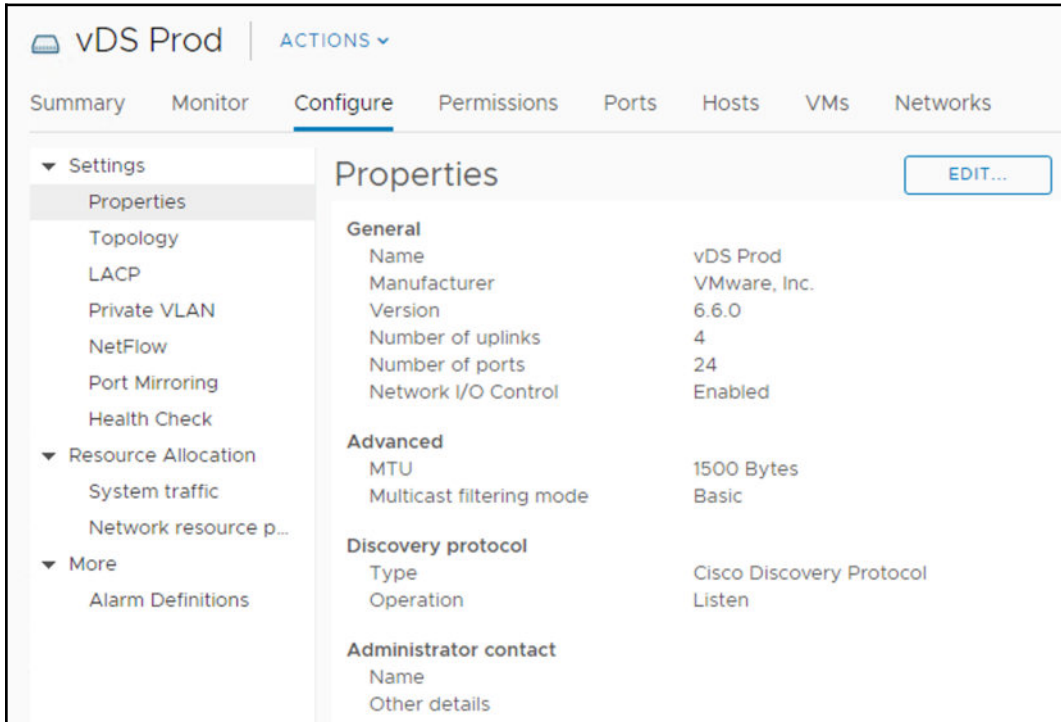 vDS Prod ACTIONS
Summary Monitor Configure Permissions Ports Hosts VMs Networks
Settings
Properties
Topology
LACP
Private VLAN
NetFlow
Port Mirroring
Health Check
Resource Allocation
System traffic
Network resource p...
More
Alarm Definitions
Properties EDIT...
General
Name vDS Prod
Manufacturer VMware, Inc.
Version 6.6.0
Number of uplinks 4
Number of ports 24
Network I/O Control Enabled
Advanced
MTU 1500 Bytes
Multicast filtering mode Basic
Discovery protocol
Type Cisco Discovery Protocol
Operation Listen
Administrator contact
Name
Other details